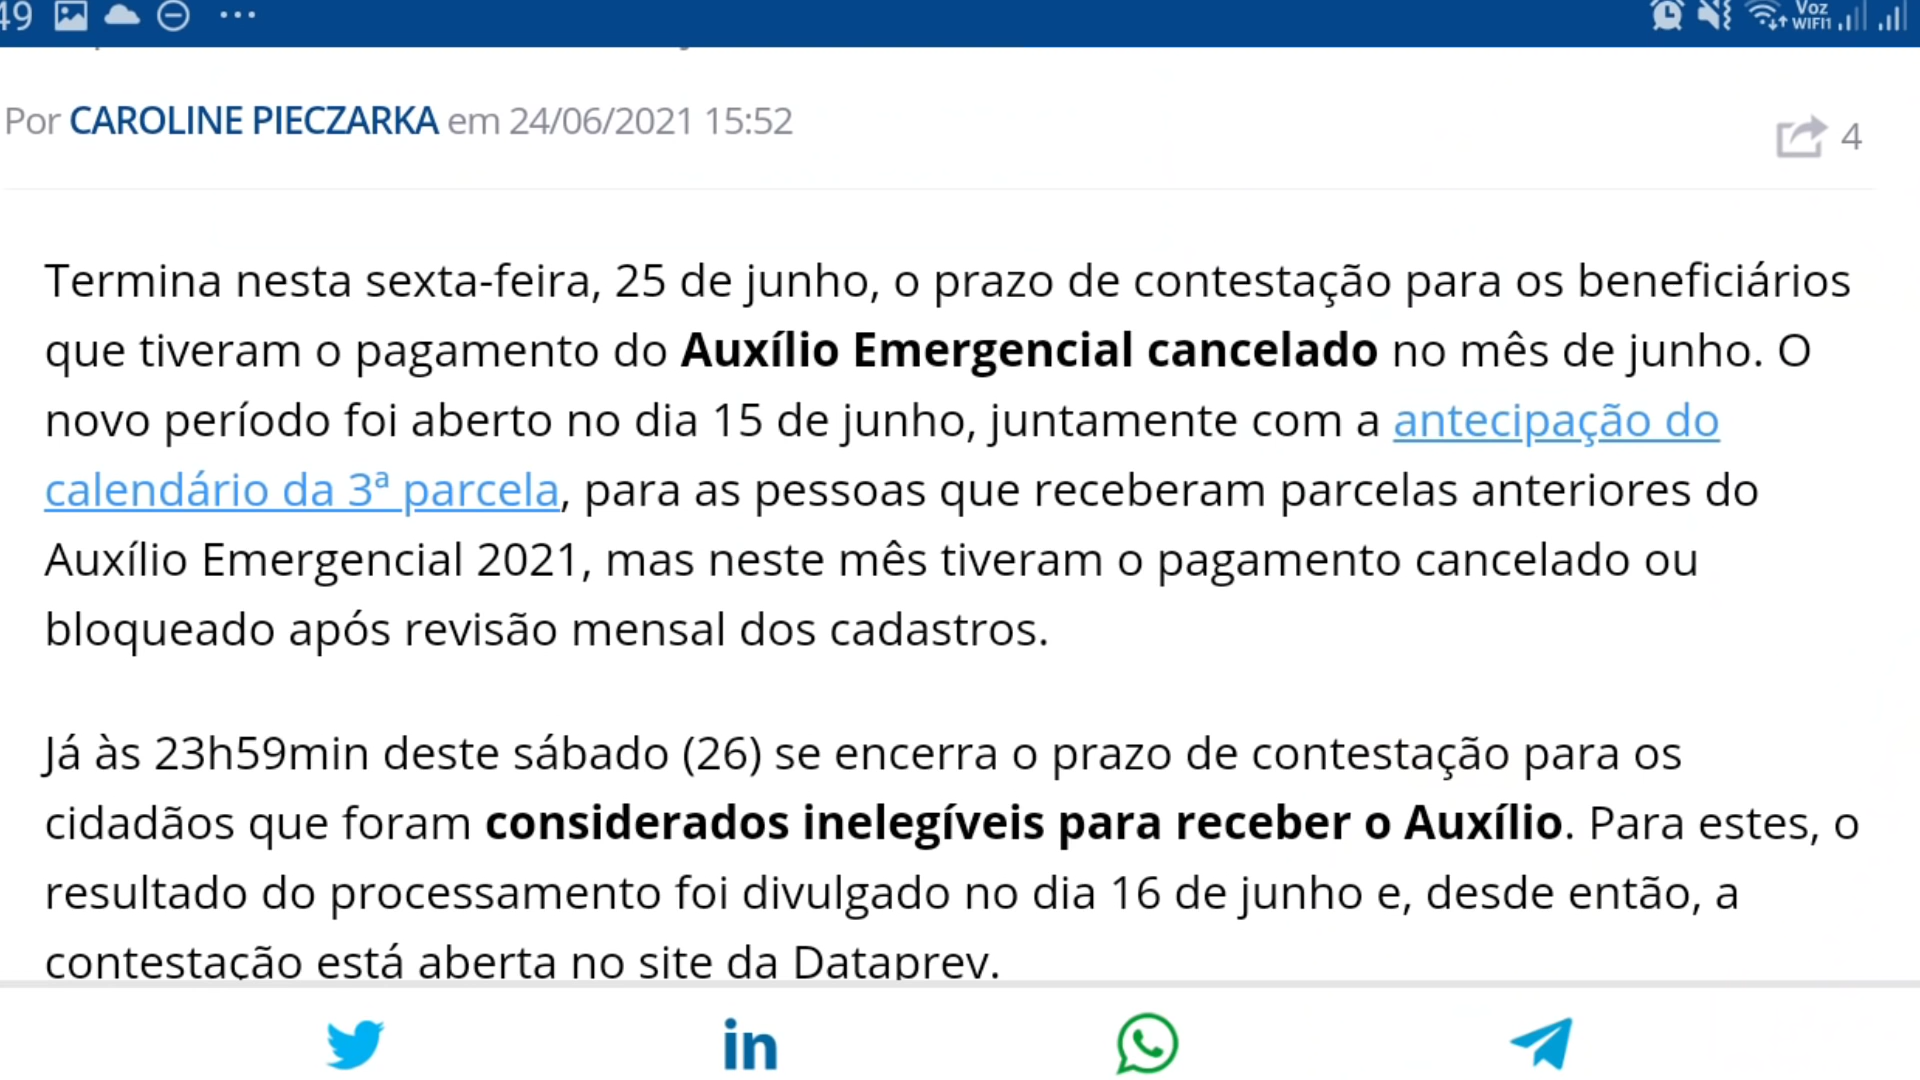 49
Voz
WIFI1
Por CAROLINE PIECZARKA em 24/06/2021 15:52
4
Termina nesta sexta-feira, 25 de junho, o prazo de contestação para os beneficiários
que tiveram o pagamento do Auxílio Emergencial cancelado no mês de junho. O
novo período foi aberto no dia 15 de junho, juntamente com a antecipação do
calendário da 3ª parcela, para as pessoas que receberam parcelas anteriores do
Auxílio Emergencial 2021, mas neste mês tiveram o pagamento cancelado ou
bloqueado após revisão mensal dos cadastros.
Já às 23h59min deste sábado (26) se encerra o prazo de contestação para os
cidadãos que foram considerados inelegíveis para receber o Auxílio. Para estes, o
resultado do processamento foi divulgado no dia 16 de junho e, desde então, a
contestação está aberta no site da Dataprev.
in